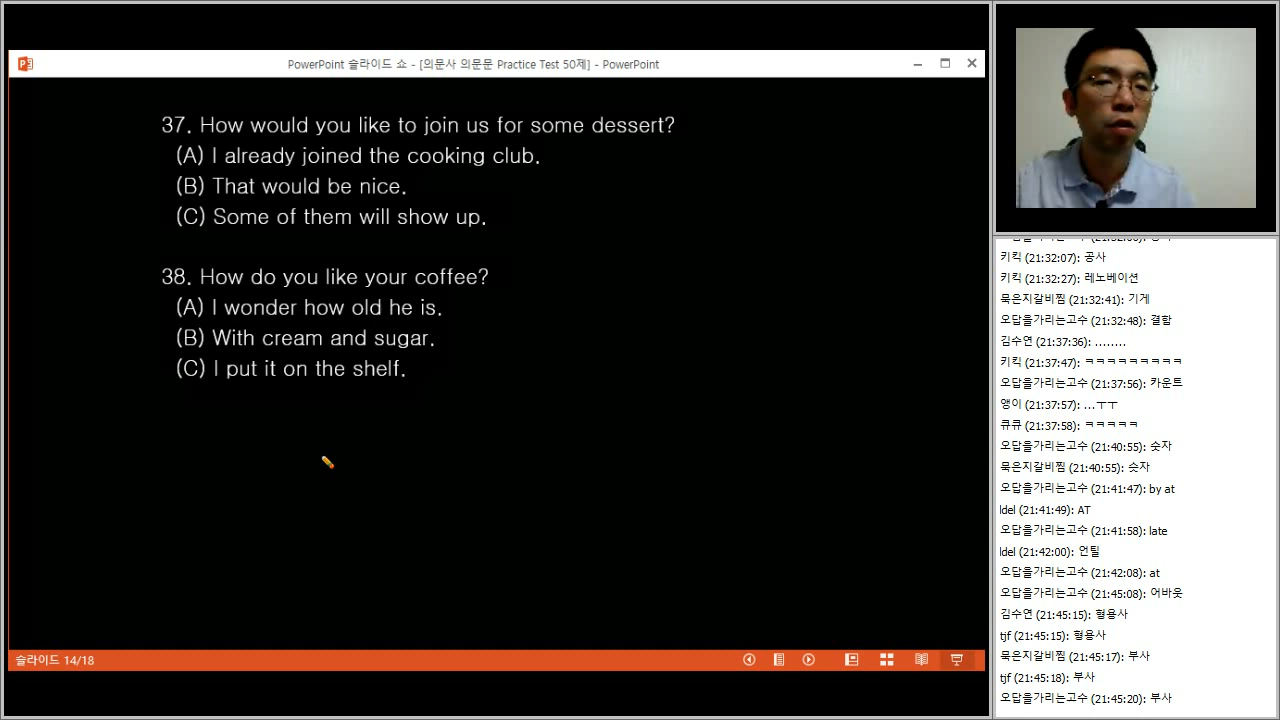 PowerPoint 슬라이드 쇼 - [의문사 의문문 Practice Test 50제] - PowerPoint
37. How would you like to join us for some dessert?
(A) I already joined the cooking club.
(B) That would be nice.
(C) Some of them will show up.
38. How do you like your coffee?
(A) I wonder how old he is.
(B) With cream and sugar.
(C) I put it on the shelf.
슬라이드 14/18
키킥 (21:32:07): 공사
키킥 (21:32:27): 레노베이션
묵은지갈비찜 (21:32:41): 기게
오답을가리는고수 (21:32:48): 결함
김수연 (21:37:36): ........
키킥 (21:37:47): ㅋㅋㅋㅋㅋㅋㅋㅋㅋ
오답을가리는고수 (21:37:56): 카운트
앵이 (21:37:57): ...ㅜㅜ
큐큐 (21:37:58): ㅋㅋㅋㅋㅋ
오답을가리는고수 (21:40:55): 숫자
묵은지갈비찜 (21:40:55): 숫자
오답을가리는고수 (21:41:47): by at
ldel (21:41:49): AT
오답을가리는고수 (21:41:58): late
ldel (21:42:00): 언틸
오답을가리는고수 (21:42:08): at
오답을가리는고수 (21:45:08): 어바웃
김수연 (21:45:15): 형용사
tjf (21:45:15): 형용사
묵은지갈비찜 (21:45:17): 부사
tjf (21:45:18): 부사
오답을가리는고수 (21:45:20): 부사